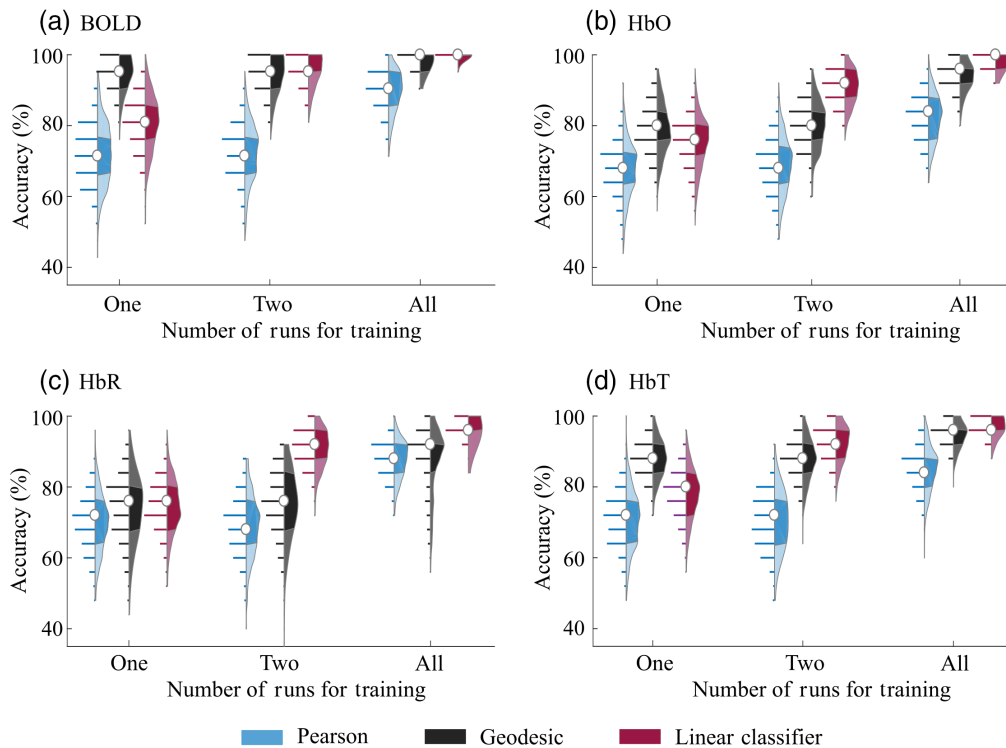 (a) BOLD
Accuracy (%)
100
80
60
40
One Two All
Number of runs for training
(b) HbO
Accuracy (%)
100
80
60
40
One Two All
Number of runs for training
(c) HbR
Accuracy (%)
100
80
60
40
One Two All
Number of runs for training
(d) HbT
Accuracy (%)
100
80
60
40
One Two All
Number of runs for training
Pearson Geodesic Linear classifier